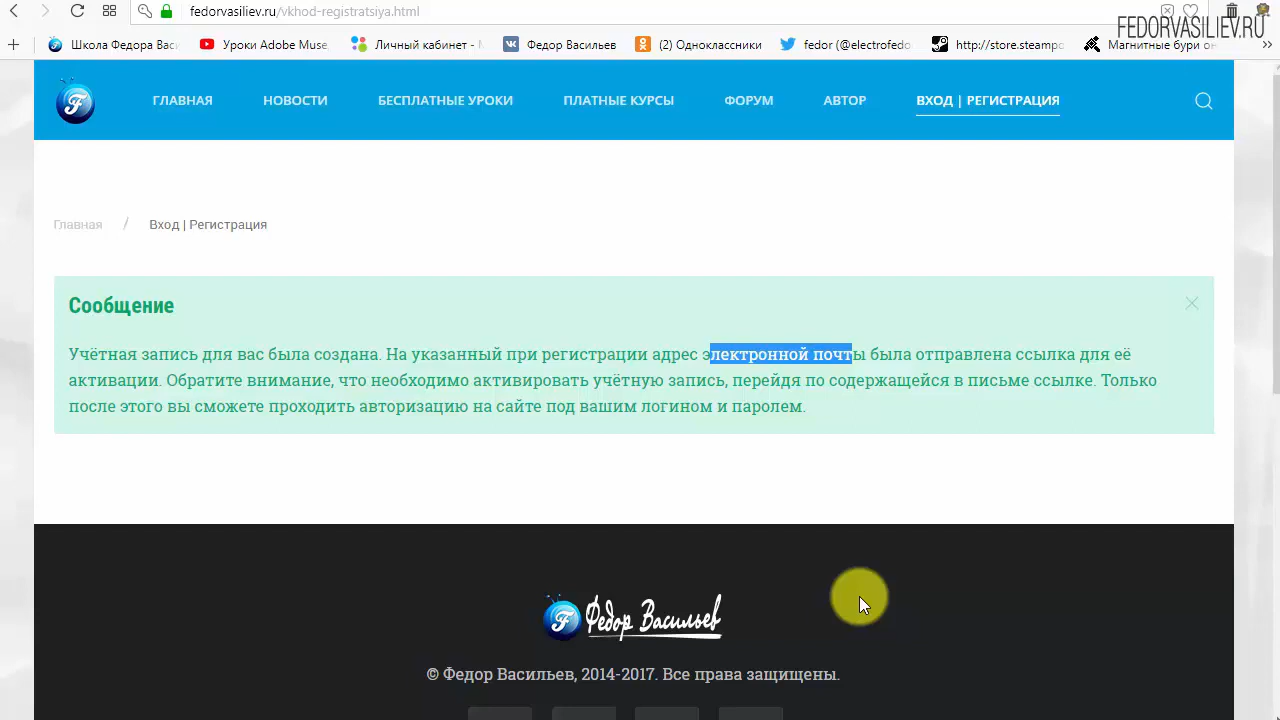 fedorvasiliev.ru/vkhod-registratsiya.html
FEDORVASILIEV.RU
Школа Федора Васи Уроки Adobe Muse, Личный кабинет - М Федор Васильев (2) Одноклассники fedor (@electrofedo http://store.steampo Магнитные бури он
ГЛАВНАЯ НОВОСТИ БЕСПЛАТНЫЕ УРОКИ ПЛАТНЫЕ КУРСЫ ФОРУМ АВТОР ВХОД | РЕГИСТРАЦИЯ
Главная / Вход | Регистрация
Сообщение
Учётная запись для вас была создана. На указанный при регистрации адрес электронной почты была отправлена ссылка для её
активации. Обратите внимание, что необходимо активировать учётную запись, перейдя по содержащейся в письме ссылке. Только
после этого вы сможете проходить авторизацию на сайте под вашим логином и паролем.
Федор Васильев
© Федор Васильев, 2014-2017. Все права защищены.